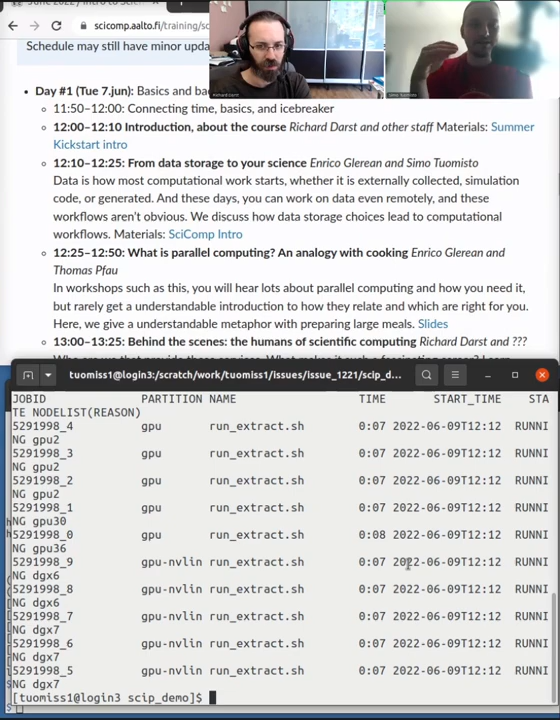 scicomp.aalto.fi/training/sc
Schedule may still have minor upda
Day #1 (Tue 7.jun): Basics and ba
11:50–12:00: Connecting time, basics, and icebreaker
12:00–12:10 Introduction, about the course Richard Darst and other staff Materials: Summer
Kickstart intro
12:10–12:25: From data storage to your science Enrico Glerean and Simo Tuomisto
Data is how most computational work starts, whether it is externally collected, simulation
code, or generated. And these days, you can work on data even remotely, and these
workflows aren't obvious. We discuss how data storage choices lead to computational
workflows. Materials: SciComp Intro
12:25–12:50: What is parallel computing? An analogy with cooking Enrico Glerean and
Thomas Pfau
In workshops such as this, you will hear lots about parallel computing and how you need it,
but rarely get a understandable introduction to how they relate and which are right for you.
Here, we give a understandable metaphor with preparing large meals. Slides
13:00–13:25: Behind the scenes: the humans of scientific computing Richard Darst and ???
tuomiss1@login3:/scratch/work/tuomiss1/issues/issue_1221/scip_d...
JOBID PARTITION NAME TIME START_TIME STA
TE NODELIST(REASON)
5291998_4 gpu run_extract.sh 0:07 2022-06-09T12:12 RUNNI
NG gpu2
5291998_3 gpu run_extract.sh 0:07 2022-06-09T12:12 RUNNI
NG gpu2
5291998_2 gpu run_extract.sh 0:07 2022-06-09T12:12 RUNNI
NG gpu2
5291998_1 gpu run_extract.sh 0:07 2022-06-09T12:12 RUNNI
NG gpu30
5291998_0 gpu run_extract.sh 0:08 2022-06-09T12:12 RUNNI
NG gpu36
5291998_9 gpu-nvlin run_extract.sh 0:07 2022-06-09T12:12 RUNNI
NG dgx6
5291998_8 gpu-nvlin run_extract.sh 0:07 2022-06-09T12:12 RUNNI
NG dgx6
5291998_7 gpu-nvlin run_extract.sh 0:07 2022-06-09T12:12 RUNNI
NG dgx7
5291998_6 gpu-nvlin run_extract.sh 0:07 2022-06-09T12:12 RUNNI
NG dgx7
5291998_5 gpu-nvlin run_extract.sh 0:07 2022-06-09T12:12 RUNNI
NG dgx7
[tuomiss1@login3 scip_demo]$